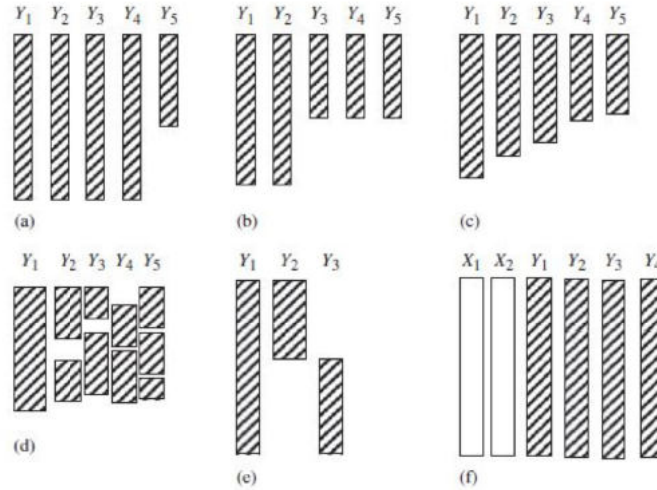 Y1 Y2 Y3 Y4 Y5 Y1 Y2 Y3 Y4 Y5 Y1 Y2 Y3 Y4 Y5
(a) (b) (c)
Y1 Y2 Y3 Y4 Y5 Y1 Y2 Y3 X1 X2 Y1 Y2 Y3 Y4
(d) (e) (f)